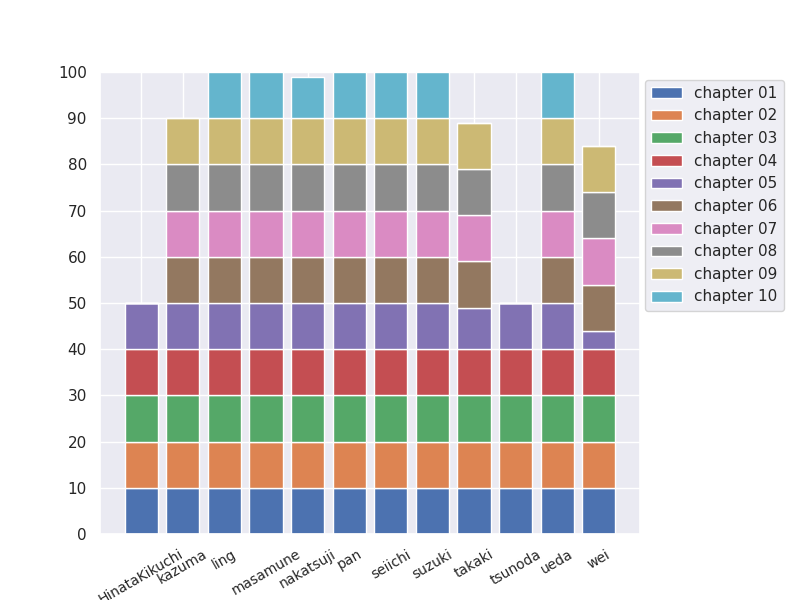 100
90
80
70
60
50
40
30
20
10
0
HinataKikuchi
kazuma
ling
masamune
nakatsuji
pan
seiichi
suzuki
takaki
tsunoda
ueda
wei
chapter 01
chapter 02
chapter 03
chapter 04
chapter 05
chapter 06
chapter 07
chapter 08
chapter 09
chapter 10